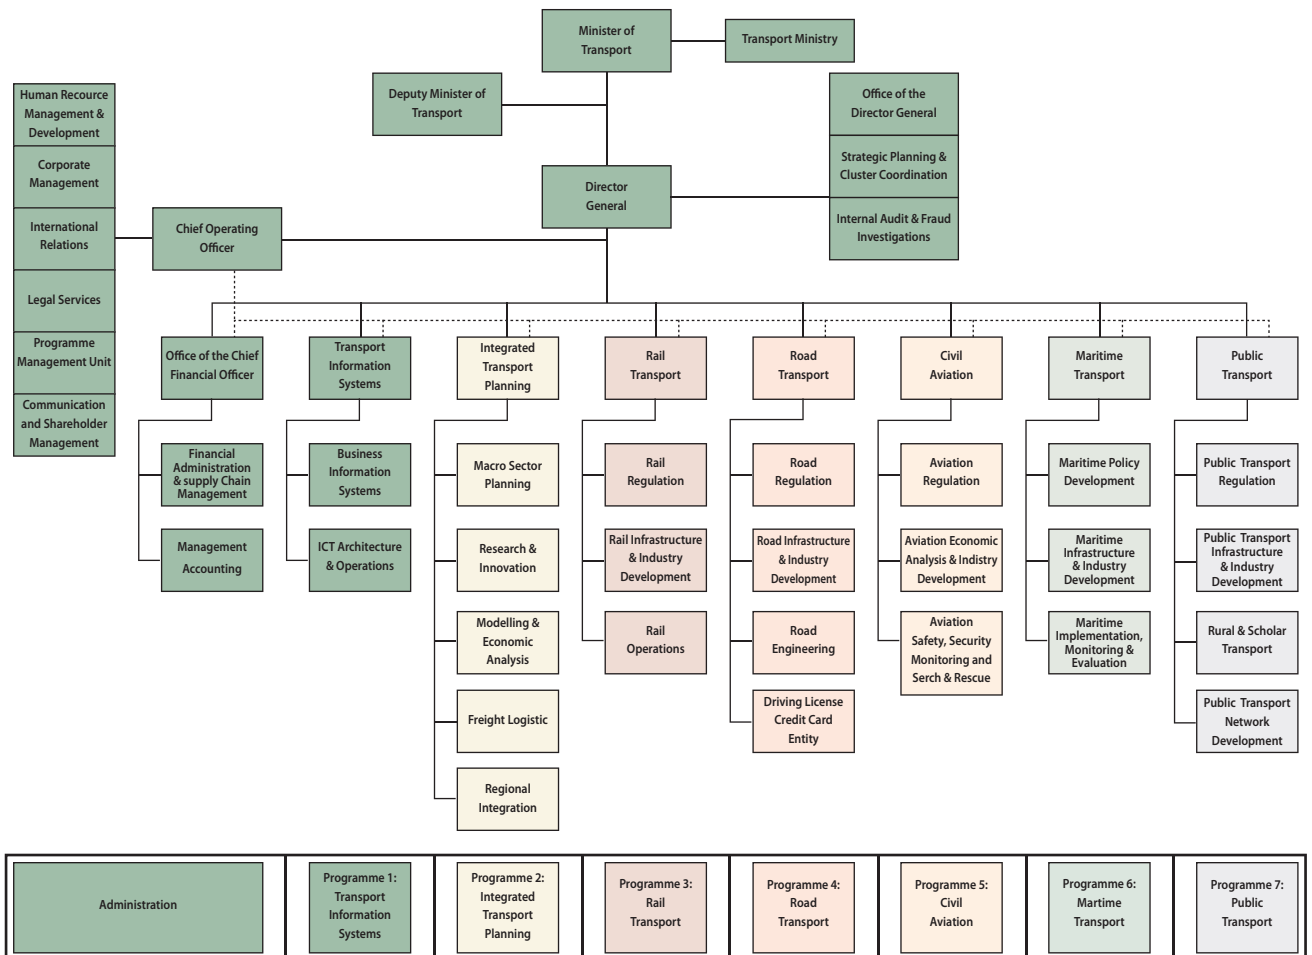 Minister of
Transport
Transport Ministry
Deputy Minister of
Transport
Office of the
Director General
Strategic Planning &
Cluster Coordination
Internal Audit & Fraud
Investigations
Director
General
Human Recource
Management &
Development
Corporate
Management
International
Relations
Legal Services
Programme
Management Unit
Communication
and Shareholder
Management
Chief Operating
Officer
Office of the Chief
Financial Officer
Transport
Information
Systems
Integrated
Transport
Planning
Rail
Transport
Road
Transport
Civil
Aviation
Maritime
Transport
Public
Transport
Financial
Administration
& supply Chain
Management
Management
Accounting
Business
Information
Systems
ICT Architecture
& Operations
Macro Sector
Planning
Research &
Innovation
Modelling &
Economic
Analysis
Freight Logistic
Regional
Integration
Rail
Regulation
Rail Infrastructure
& Industry
Development
Rail
Operations
Road
Regulation
Road Infrastructure
& Industry
Development
Road
Engineering
Driving License
Credit Card
Entity
Aviation
Regulation
Aviation Economic
Analysis & Indistry
Development
Aviation
Safety, Security
Monitoring and
Serch & Rescue
Maritime Policy
Development
Maritime
Infrastructure
& Industry
Development
Maritime
Implementation,
Monitoring &
Evaluation
Public Transport
Regulation
Public Transport
Infrastructure
& Industry
Development
Rural & Scholar
Transport
Public Transport
Network
Development
Administration
Programme 1:
Transport
Information
Systems
Programme 2:
Integrated
Transport
Planning
Programme 3:
Rail
Transport
Programme 4:
Road
Transport
Programme 5:
Civil
Aviation
Programme 6:
Martime
Transport
Programme 7:
Public
Transport